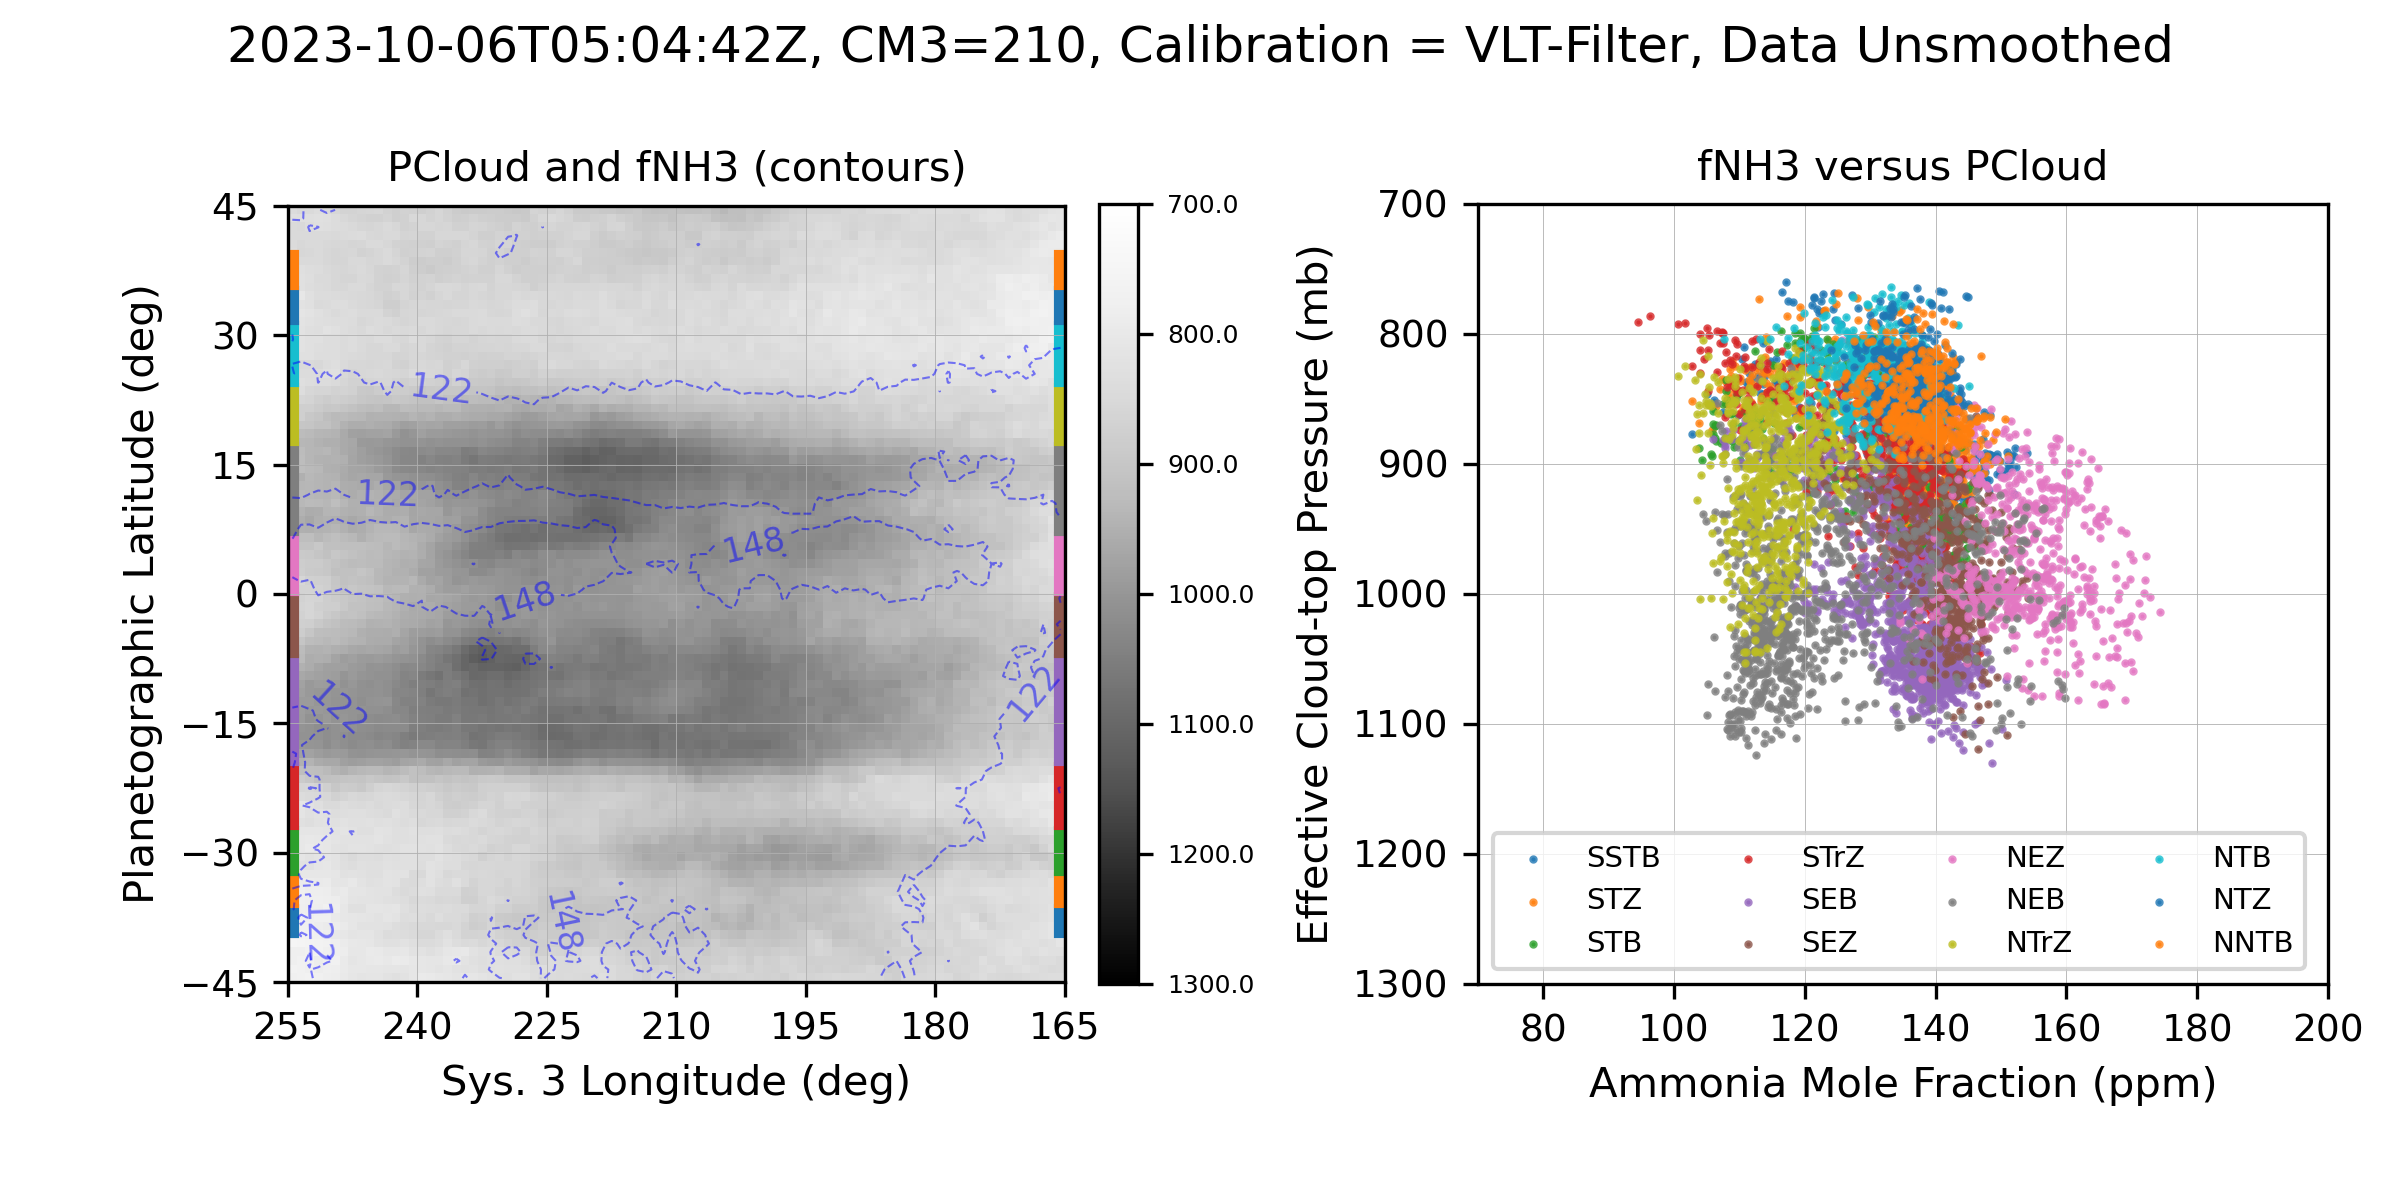 2023-10-06T05:04:42Z, CM3=210, Calibration = VLT-Filter, Data Unsmoothed
PCloud and fNH3 (contours)
Planetographic Latitude (deg)
45
30
15
0
−15
−30
−45
255
240
225
210
195
180
165
Sys. 3 Longitude (deg)
122
122
148
148
122
122
122
148
700.0
800.0
900.0
1000.0
1100.0
1200.0
1300.0
fNH3 versus PCloud
Effective Cloud-top Pressure (mb)
700
800
900
1000
1100
1200
1300
80
100
120
140
160
180
200
Ammonia Mole Fraction (ppm)
SSTB
STZ
STB
STrZ
SEB
SEZ
NEZ
NEB
NTrZ
NTB
NTZ
NNTB